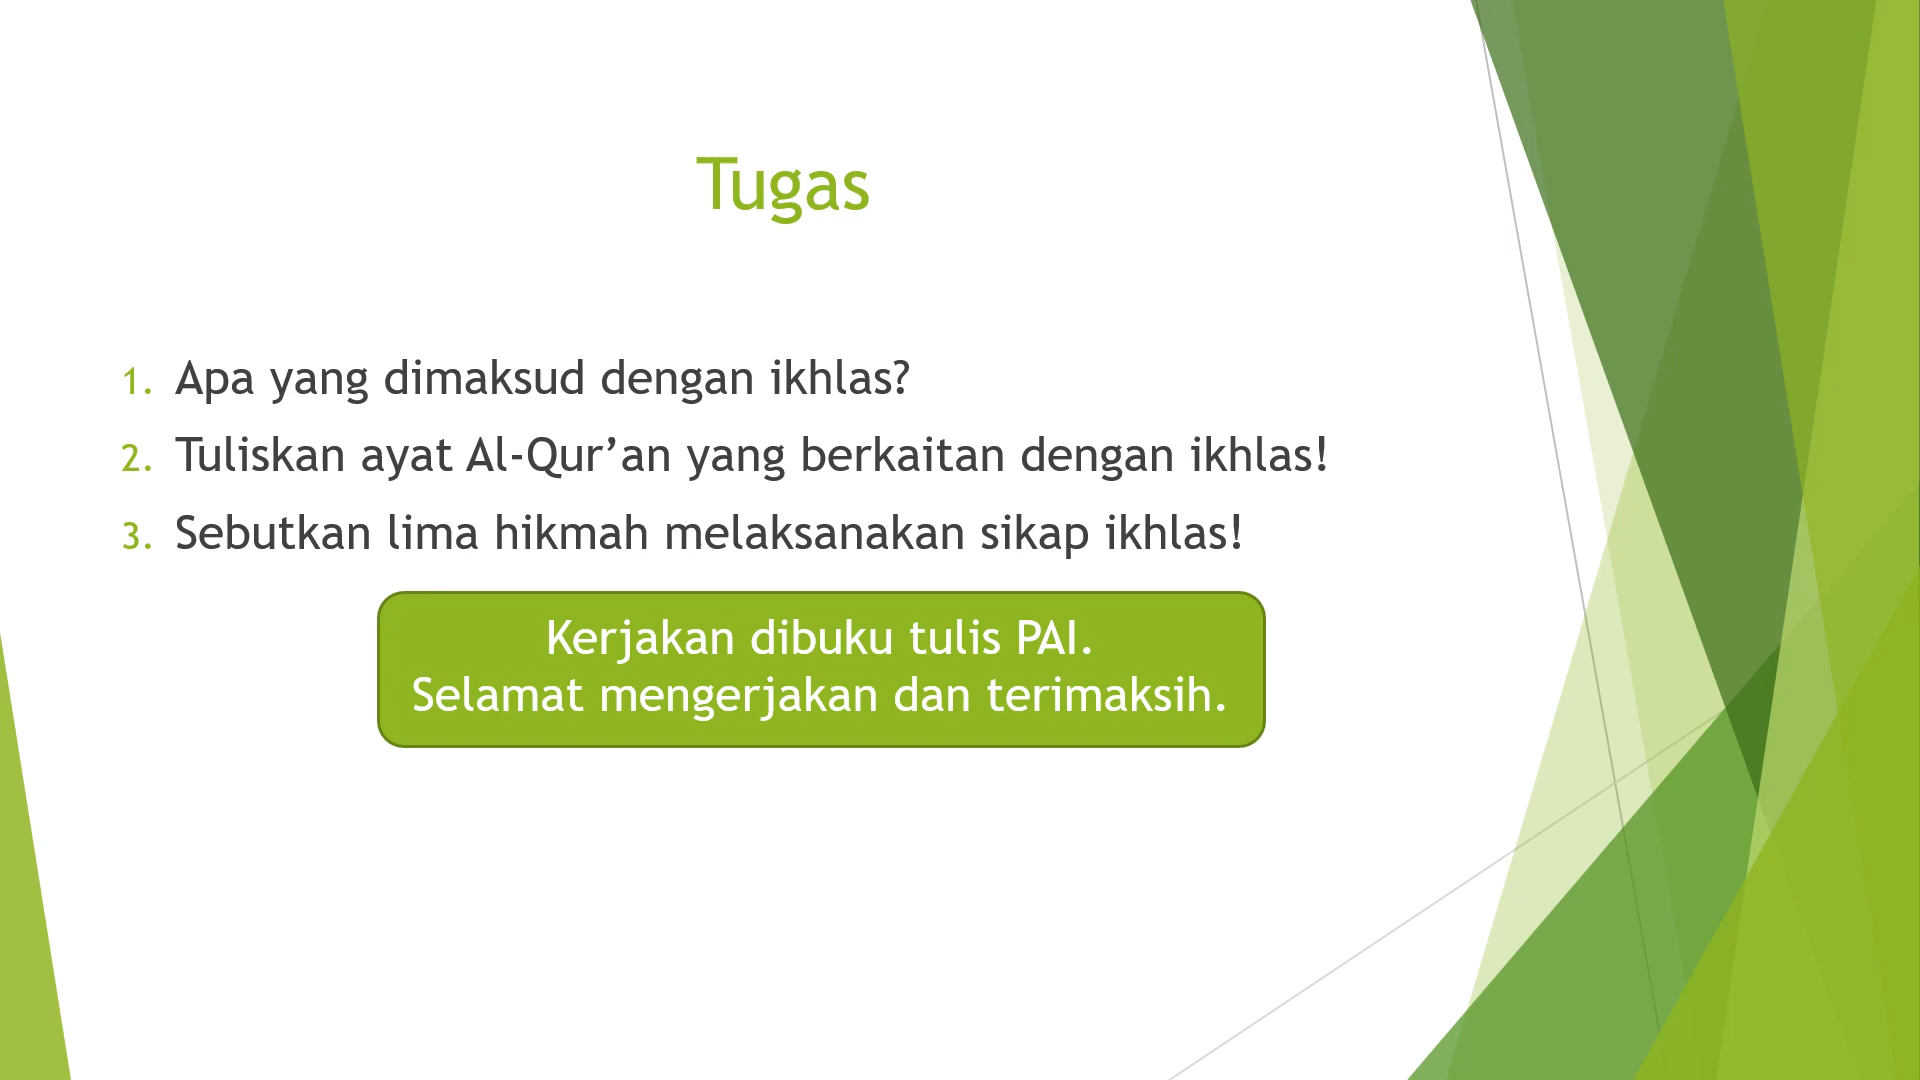 Tugas
1. Apa yang dimaksud dengan ikhlas?
2. Tuliskan ayat Al-Qur’an yang berkaitan dengan ikhlas!
3. Sebutkan lima hikmah melaksanakan sikap ikhlas!
Kerjakan dibuku tulis PAI.
Selamat mengerjakan dan terimaksih.